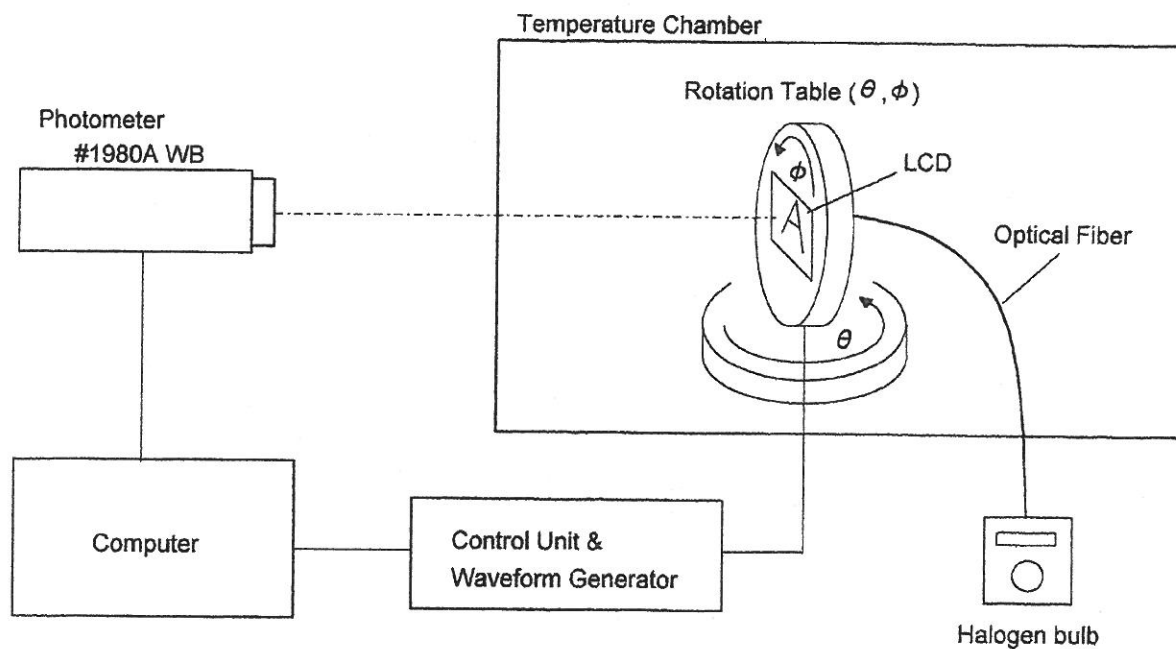 Temperature Chamber
Rotation Table (θ, ϕ)
Photometer
#1980A WB
LCD
ϕ
A
Optical Fiber
θ
Computer
Control Unit &
Waveform Generator
Halogen bulb